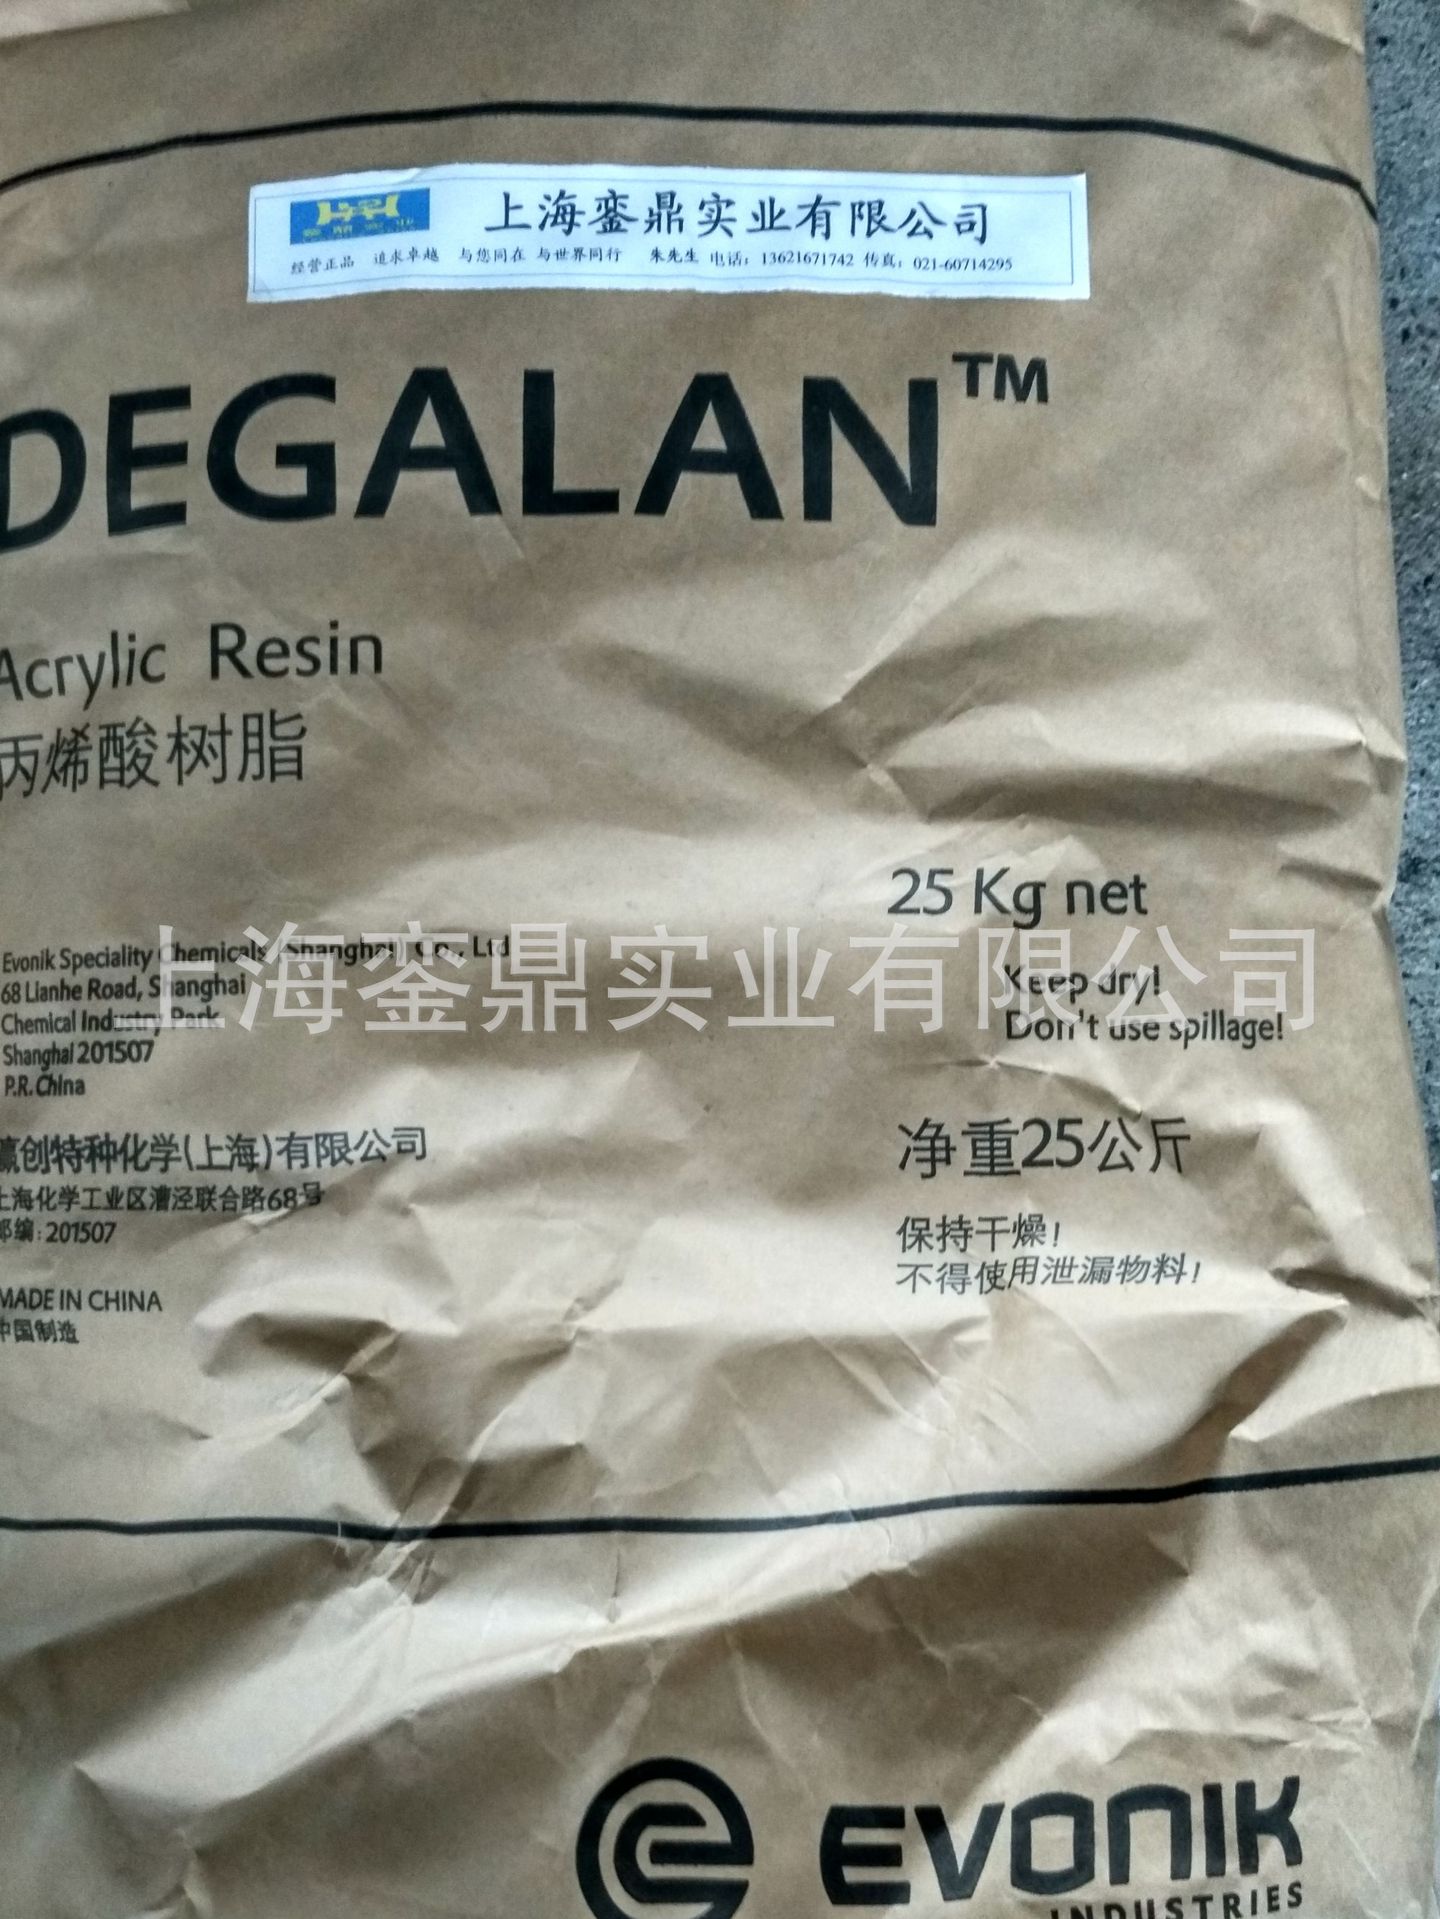 上海銮鼎实业有限公司
经营正品 追求卓越 与您同在 与世界同行 朱先生 电话：13621671742 传真：021-60714295
DEGALAN™
Acrylic Resin
丙烯酸树脂
25 Kg net
Keep dry!
Don't use spillage!
上海銮鼎实业有限公司
Evonik Speciality Chemicals (Shanghai) Co., Ltd
68 Lianhe Road, Shanghai
Chemical Industry Park
Shanghai 201507
P.R. China
净重25公斤
保持干燥!
不得使用泄漏物料!
赢创特种化学(上海)有限公司
上海化学工业区漕泾联合路68号
邮编:201507
MADE IN CHINA
中国制造
EVONIK
INDUSTRIES